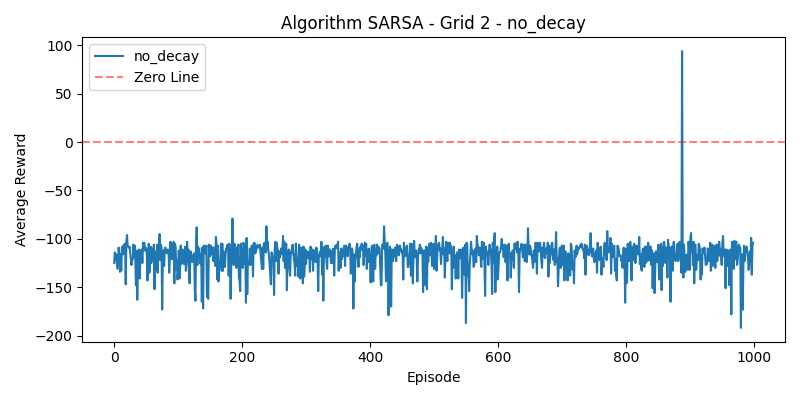 Algorithm SARSA - Grid 2 - no_decay
no_decay
Zero Line
100
50
0
−50
−100
−150
−200
Average Reward
0 200 400 600 800 1000
Episode